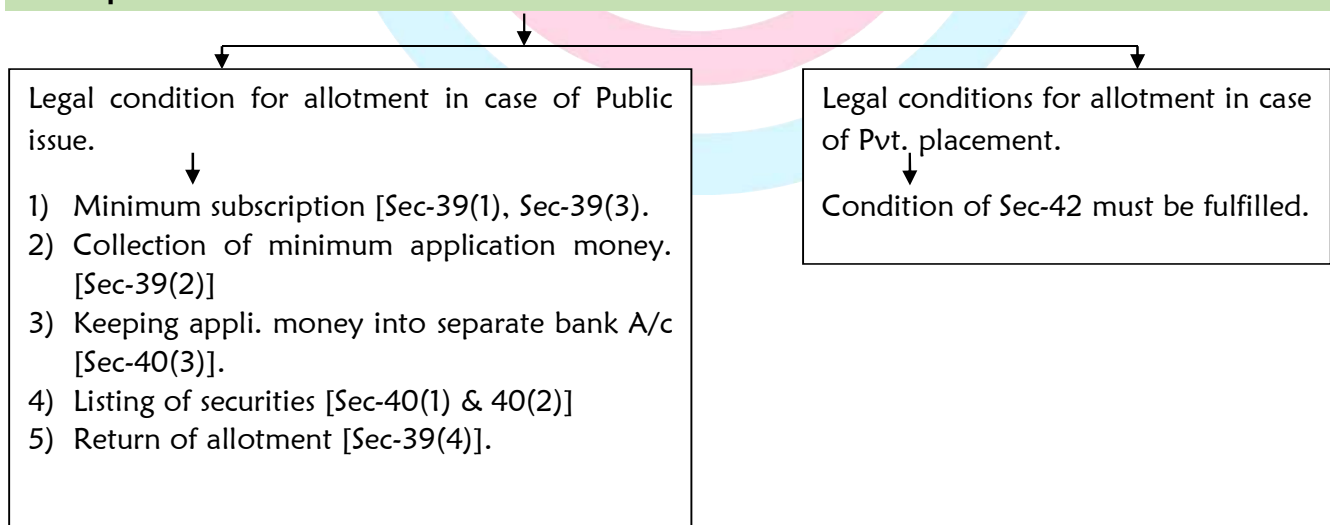 Legal condition for allotment in case of Public
issue.
1) Minimum subscription [Sec-39(1), Sec-39(3).
2) Collection of minimum application money.
[Sec-39(2)]
3) Keeping appli. money into separate bank A/c
[Sec-40(3)].
4) Listing of securities [Sec-40(1) & 40(2)]
5) Return of allotment [Sec-39(4)].
Legal conditions for allotment in case
of Pvt. placement.
Condition of Sec-42 must be fulfilled.